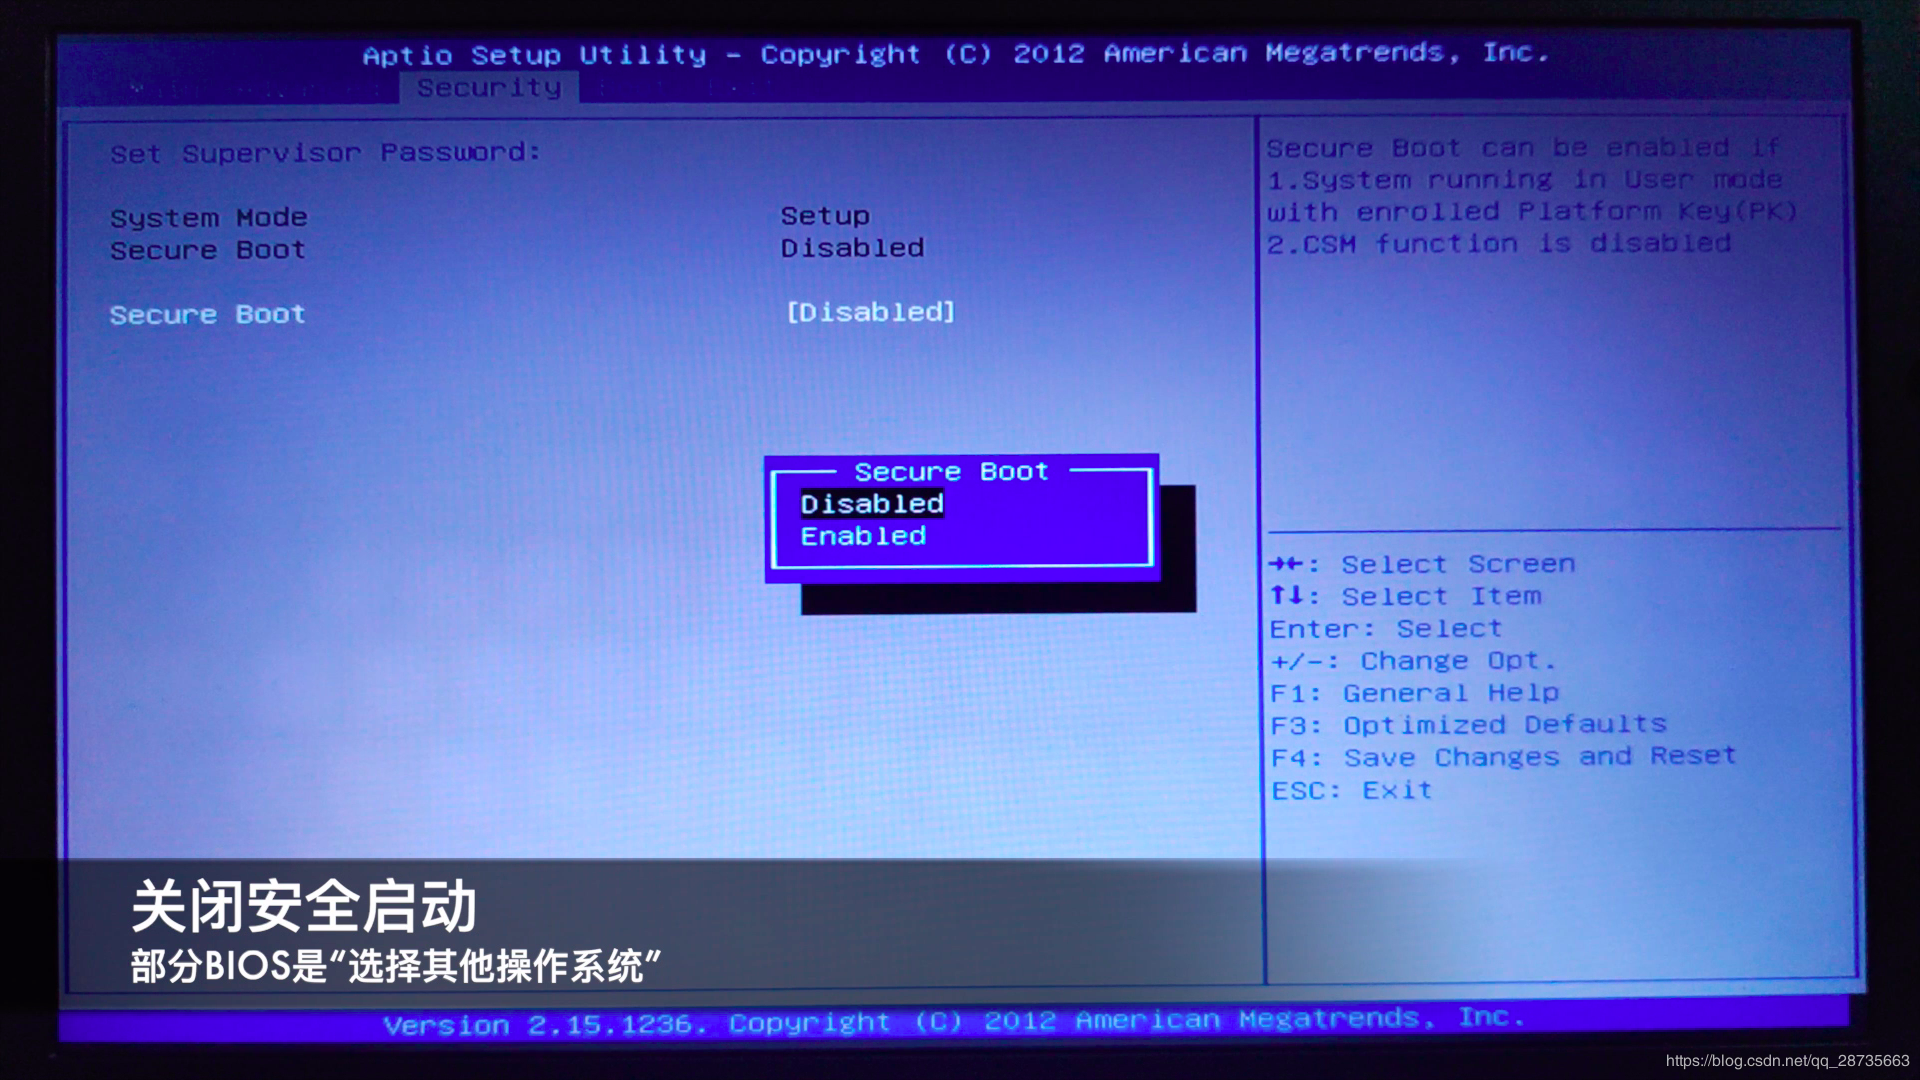 Aptio Setup Utility - Copyright (C) 2012 American Megatrends, Inc.
Security
Set Supervisor Password:
System Mode Setup
Secure Boot Disabled
Secure Boot [Disabled]
Secure Boot
Disabled
Enabled
Secure Boot can be enabled if
1.System running in User mode
with enrolled Platform Key(PK)
2.CSM function is disabled
→←: Select Screen
↑↓: Select Item
Enter: Select
+/-: Change Opt.
F1: General Help
F3: Optimized Defaults
F4: Save Changes and Reset
ESC: Exit
关闭安全启动
部分BIOS是“选择其他操作系统”
Version 2.15.1236. Copyright (C) 2012 American Megatrends, Inc.
https://blog.csdn.net/qq_28735663